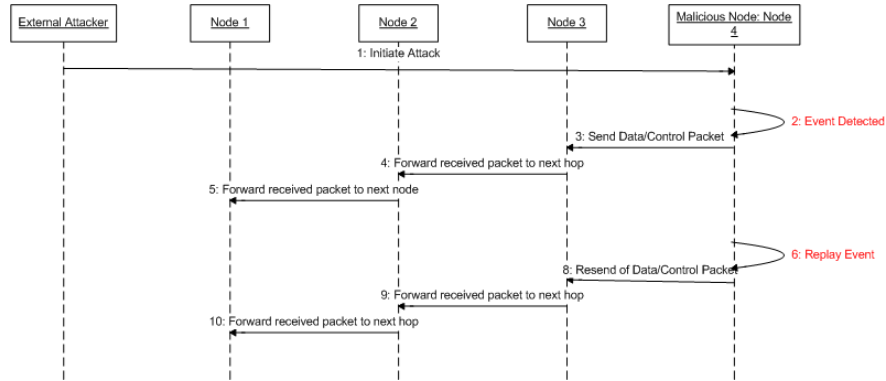 External Attacker
Node 1
Node 2
Node 3
Malicious Node: Node
4
1: Initiate Attack
2: Event Detected
3: Send Data/Control Packet
4: Forward received packet to next hop
5: Forward received packet to next node
6: Replay Event
8: Resend of Data/Control Packet
9: Forward received packet to next hop
10: Forward received packet to next hop